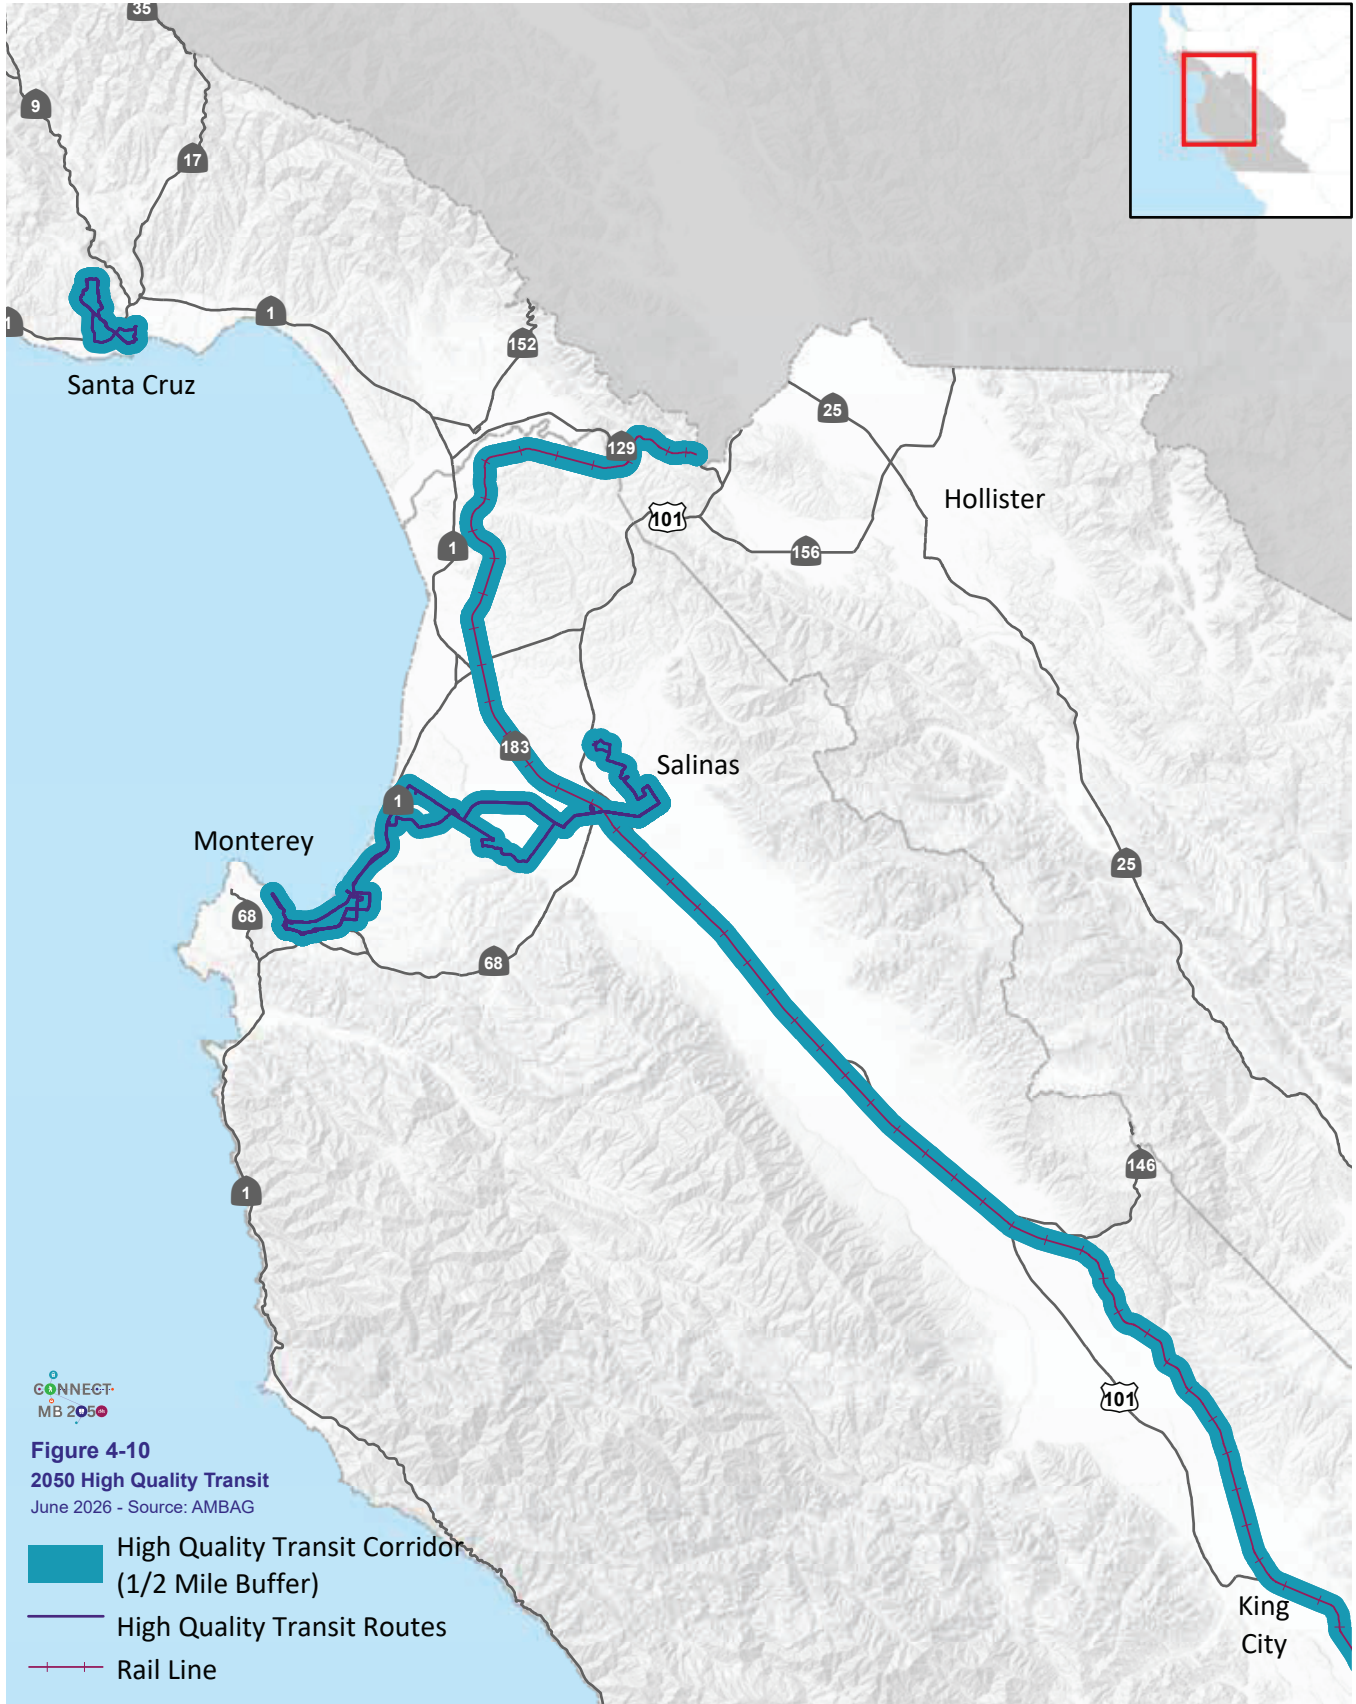 35
9
17
1
1
152
Santa Cruz
25
129
Hollister
101
1
156
183
Salinas
1
Monterey
25
68
68
146
1
101
CONNECT
MB 2050
Figure 4-10
2050 High Quality Transit
June 2026 - Source: AMBAG
High Quality Transit Corridor
(1/2 Mile Buffer)
High Quality Transit Routes
Rail Line
King
City